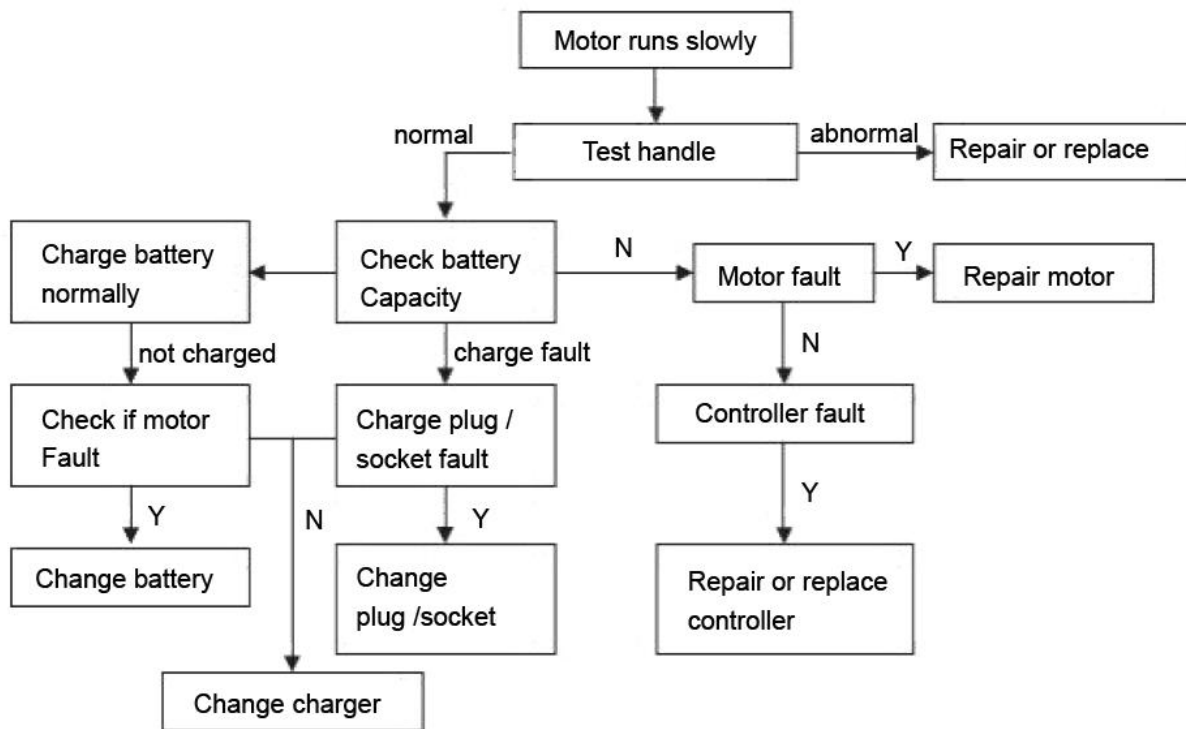 Motor runs slowly
normal
Test handle
abnormal
Repair or replace
Charge battery
normally
Check battery
Capacity
N
Motor fault
Y
Repair motor
not charged
charge fault
N
Check if motor
Fault
Charge plug /
socket fault
Controller fault
Y
N
Y
Y
Change battery
Change
plug /socket
Repair or replace
controller
Change charger